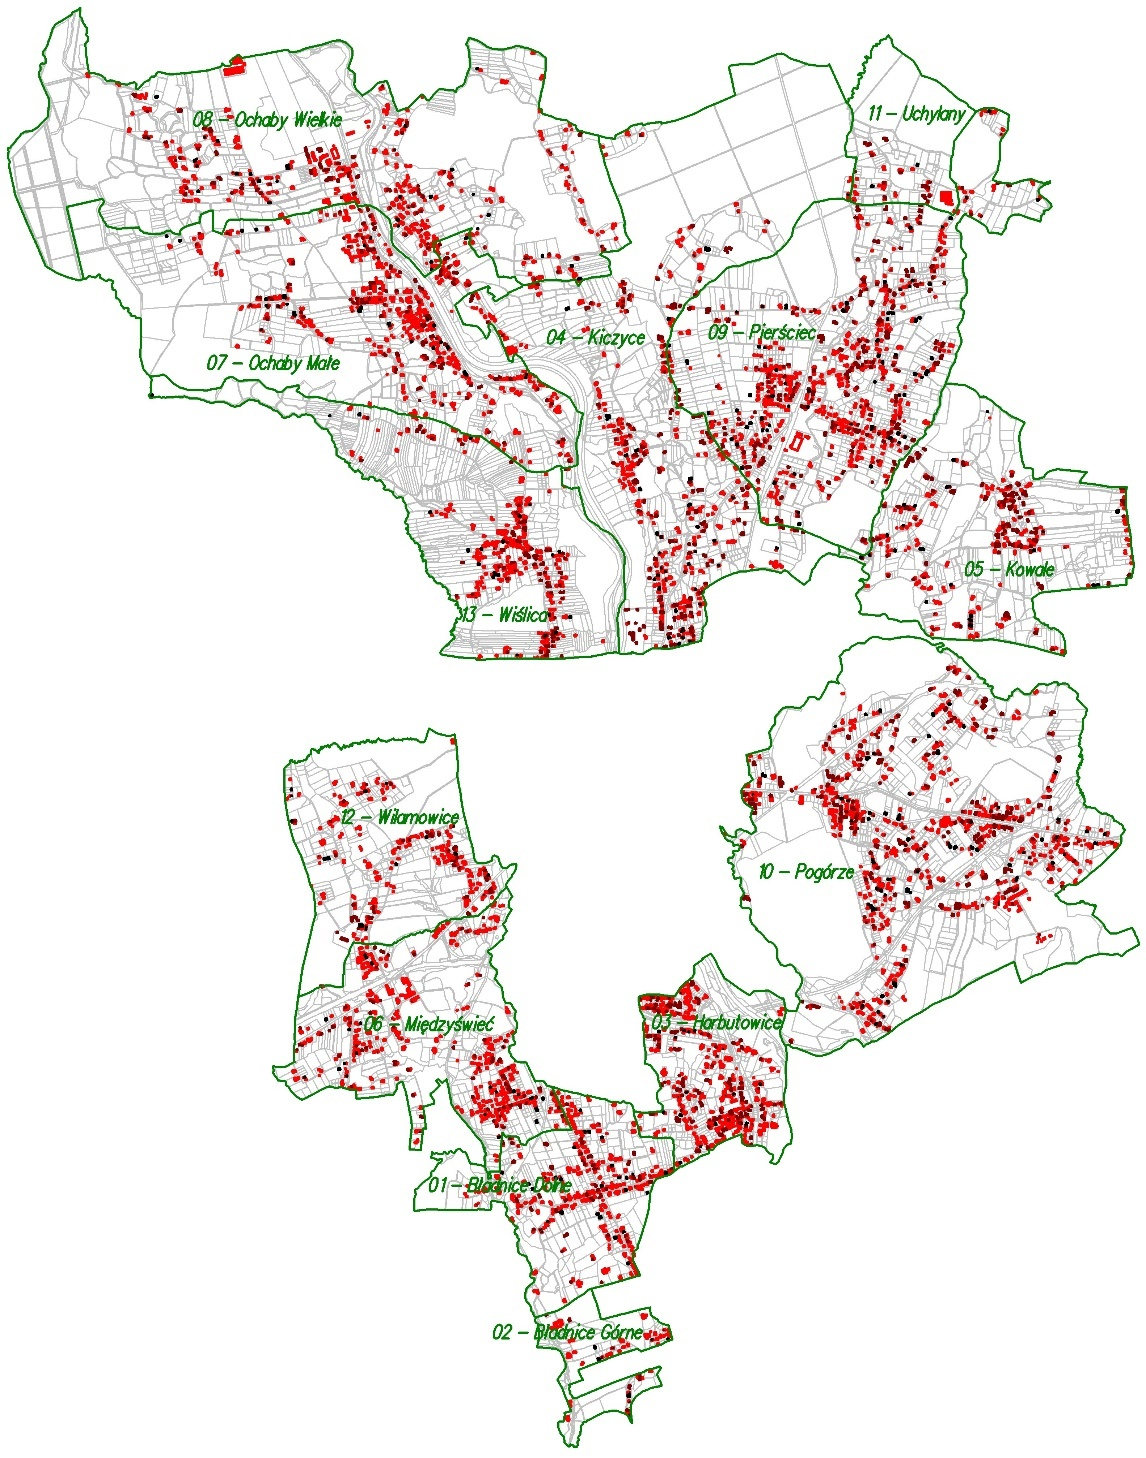 11 – Uchylany
08 – Ochaby Wielkie
09 – Pierściec
04 – Kiczyce
07 – Ochaby Małe
05 – Kowale
13 – Wiślica
12 – Wilamowice
10 – Pogórze
03 – Harbutowice
06 – Międzyświeć
01 – Bładnice Dolne
02 – Bładnice Górne